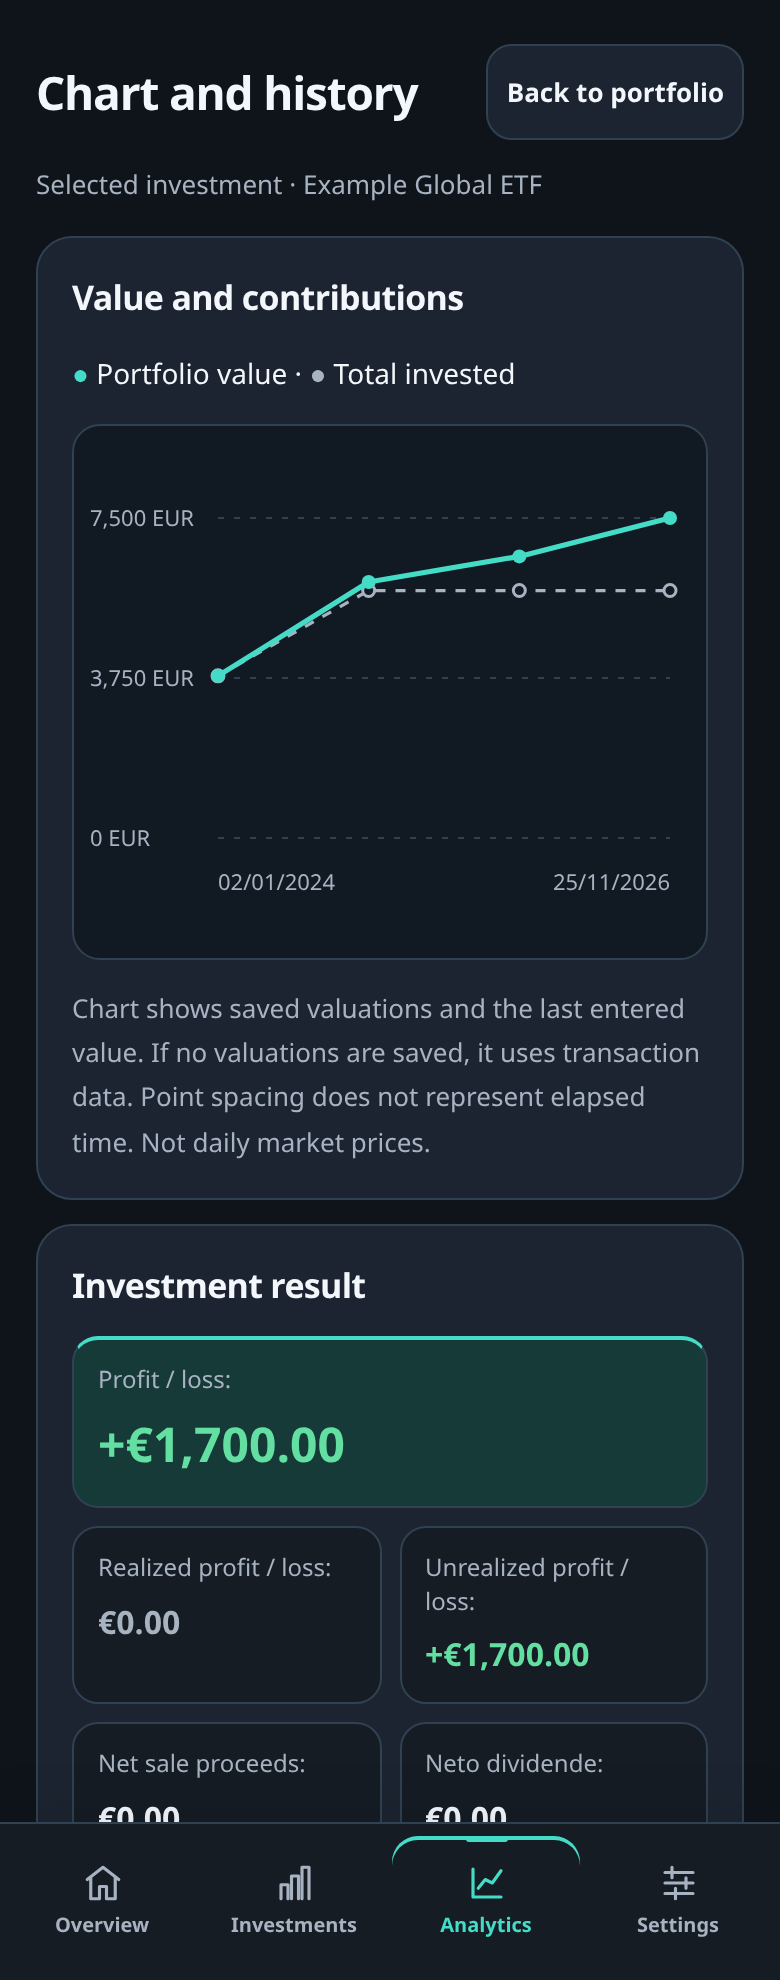 Chart and history
Back to portfolio
Selected investment · Example Global ETF
Value and contributions
● Portfolio value · ● Total invested
7,500 EUR
3,750 EUR
0 EUR
02/01/2024
25/11/2026
Chart shows saved valuations and the last entered
value. If no valuations are saved, it uses transaction
data. Point spacing does not represent elapsed
time. Not daily market prices.
Investment result
Profit / loss:
+€1,700.00
Realized profit / loss:
€0.00
Unrealized profit /
loss:
+€1,700.00
Net sale proceeds:
€0.00
Neto dividende:
€0.00
Overview
Investments
Analytics
Settings